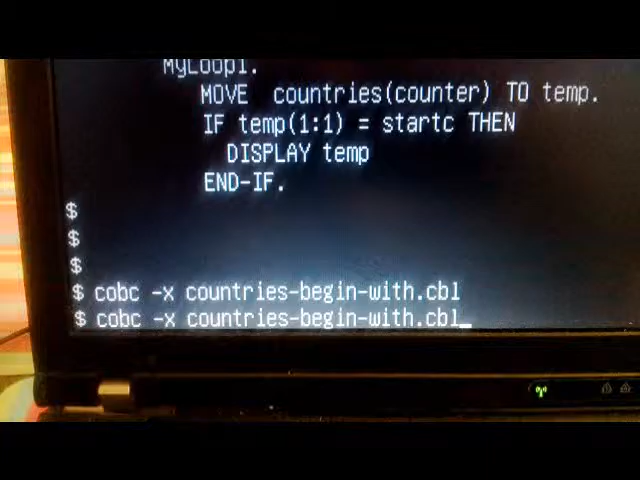 MyLoop1.
MOVE countries(counter) TO temp.
IF temp(1:1) = startc THEN
DISPLAY temp
END-IF.
$
$
$
$ cobc -x countries-begin-with.cbl
$ cobc -x countries-begin-with.cbl_